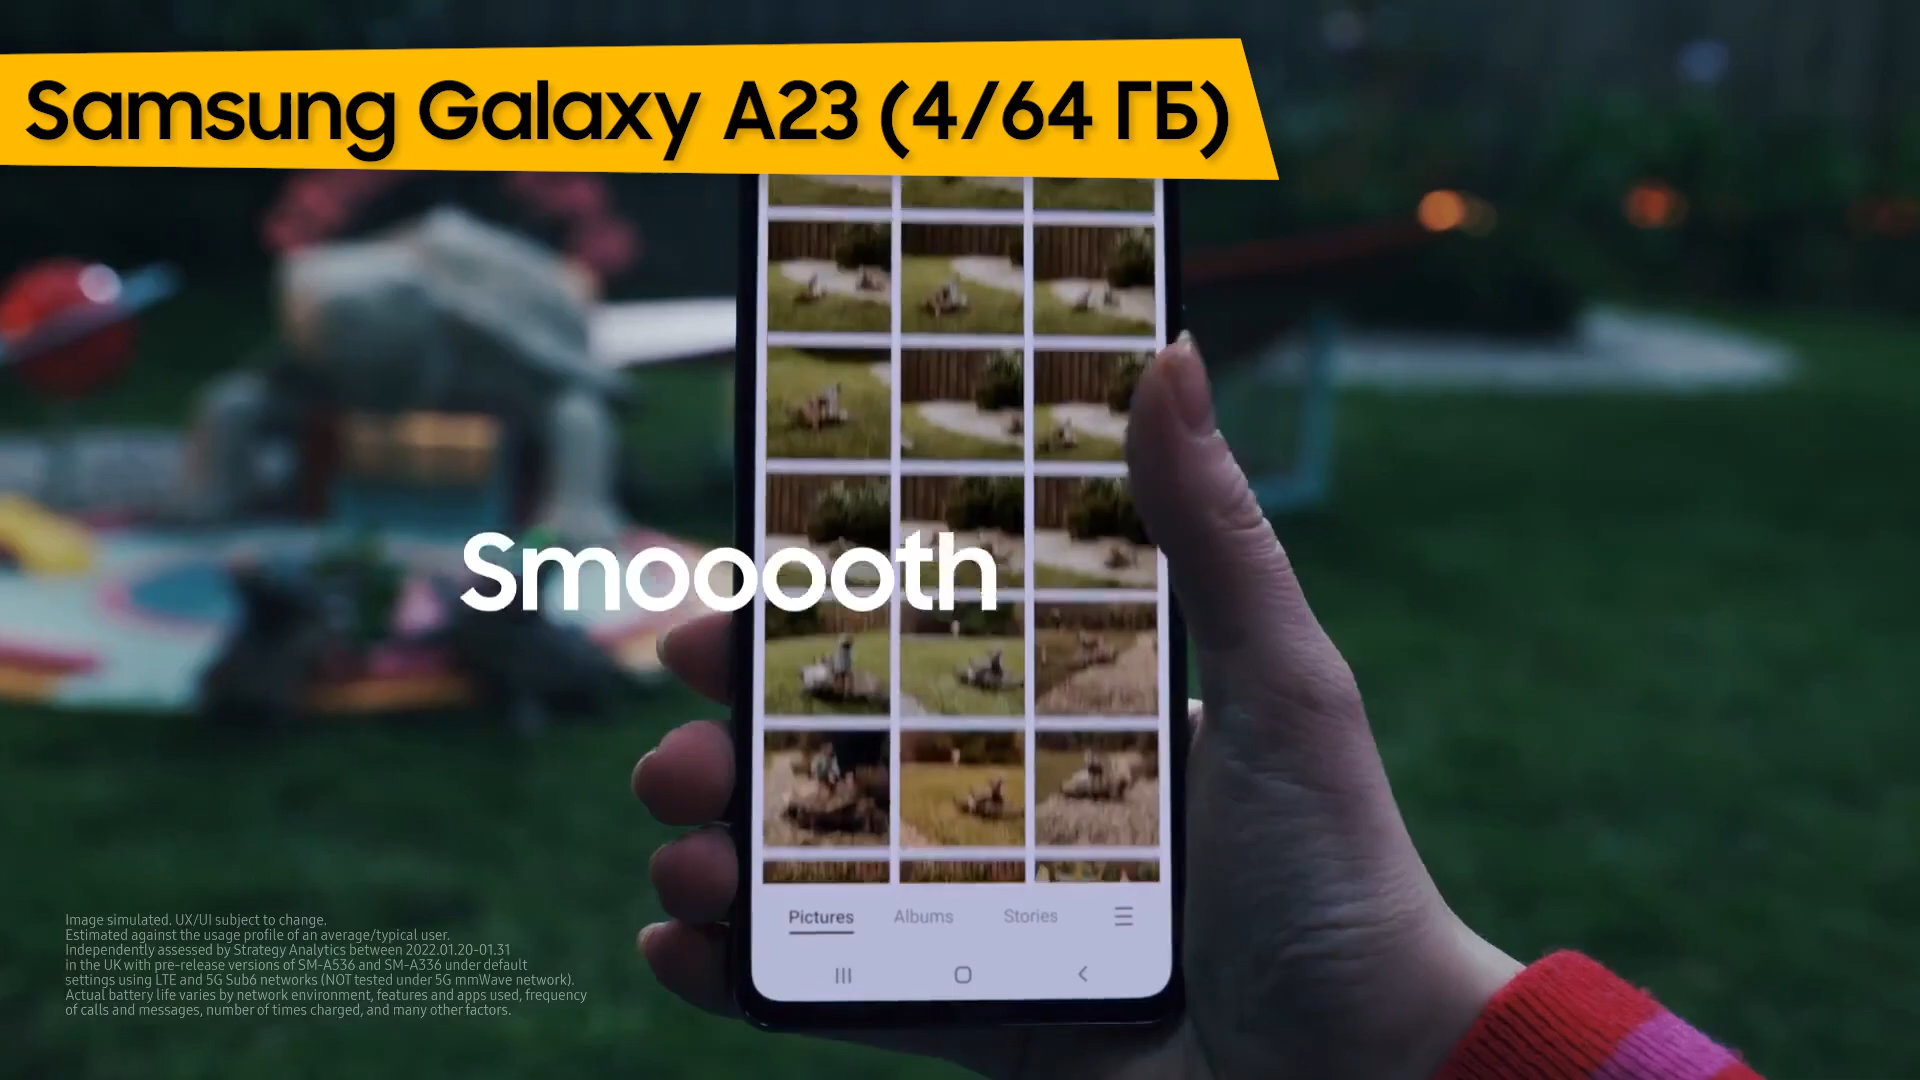 Samsung Galaxy A23 (4/64 ГБ)
Smooooth
Pictures Albums Stories
Image simulated. UX/UI subject to change.
Estimated against the usage profile of an average/typical user.
Independently assessed by Strategy Analytics between 2022.01.20-01.31
in the UK with pre-release versions of SM-A536 and SM-A336 under default
settings using LTE and 5G Sub6 networks (NOT tested under 5G mmWave network).
Actual battery life varies by network environment, features and apps used, frequency
of calls and messages, number of times charged, and many other factors.